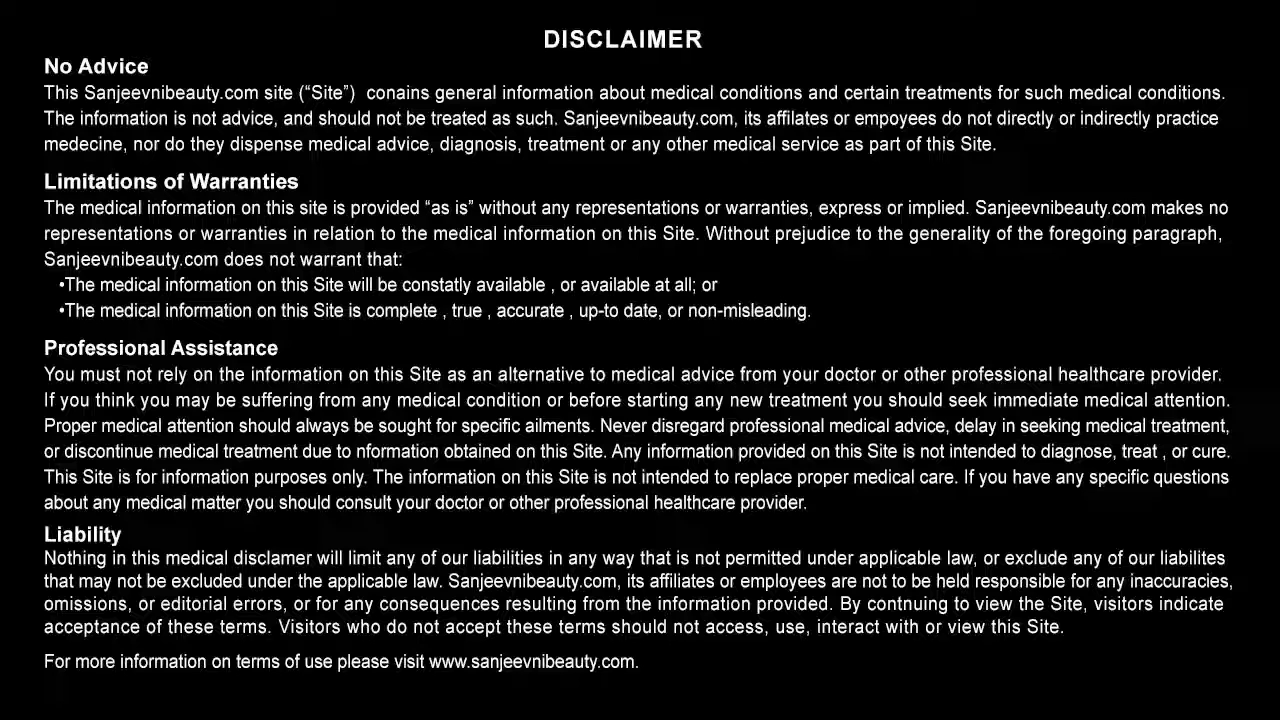 DISCLAIMER
No Advice
This Sanjeevnibeauty.com site (“Site”)  conains general information about medical conditions and certain treatments for such medical conditions.
The information is not advice, and should not be treated as such. Sanjeevnibeauty.com, its affilates or empoyees do not directly or indirectly practice
medecine, nor do they dispense medical advice, diagnosis, treatment or any other medical service as part of this Site.
Limitations of Warranties
The medical information on this site is provided “as is” without any representations or warranties, express or implied. Sanjeevnibeauty.com makes no
representations or warranties in relation to the medical information on this Site. Without prejudice to the generality of the foregoing paragraph,
Sanjeevnibeauty.com does not warrant that:
•The medical information on this Site will be constatly available , or available at all; or
•The medical information on this Site is complete , true , accurate , up-to date, or non-misleading.
Professional Assistance
You must not rely on the information on this Site as an alternative to medical advice from your doctor or other professional healthcare provider.
If you think you may be suffering from any medical condition or before starting any new treatment you should seek immediate medical attention.
Proper medical attention should always be sought for specific ailments. Never disregard professional medical advice, delay in seeking medical treatment,
or discontinue medical treatment due to nformation obtained on this Site. Any information provided on this Site is not intended to diagnose, treat , or cure.
This Site is for information purposes only. The information on this Site is not intended to replace proper medical care. If you have any specific questions
about any medical matter you should consult your doctor or other professional healthcare provider.
Liability
Nothing in this medical disclamer will limit any of our liabilities in any way that is not permitted under applicable law, or exclude any of our liabilites
that may not be excluded under the applicable law. Sanjeevnibeauty.com, its affiliates or employees are not to be held responsible for any inaccuracies,
omissions, or editorial errors, or for any consequences resulting from the information provided. By contnuing to view the Site, visitors indicate
acceptance of these terms. Visitors who do not accept these terms should not access, use, interact with or view this Site.
For more information on terms of use please visit www.sanjeevnibeauty.com.